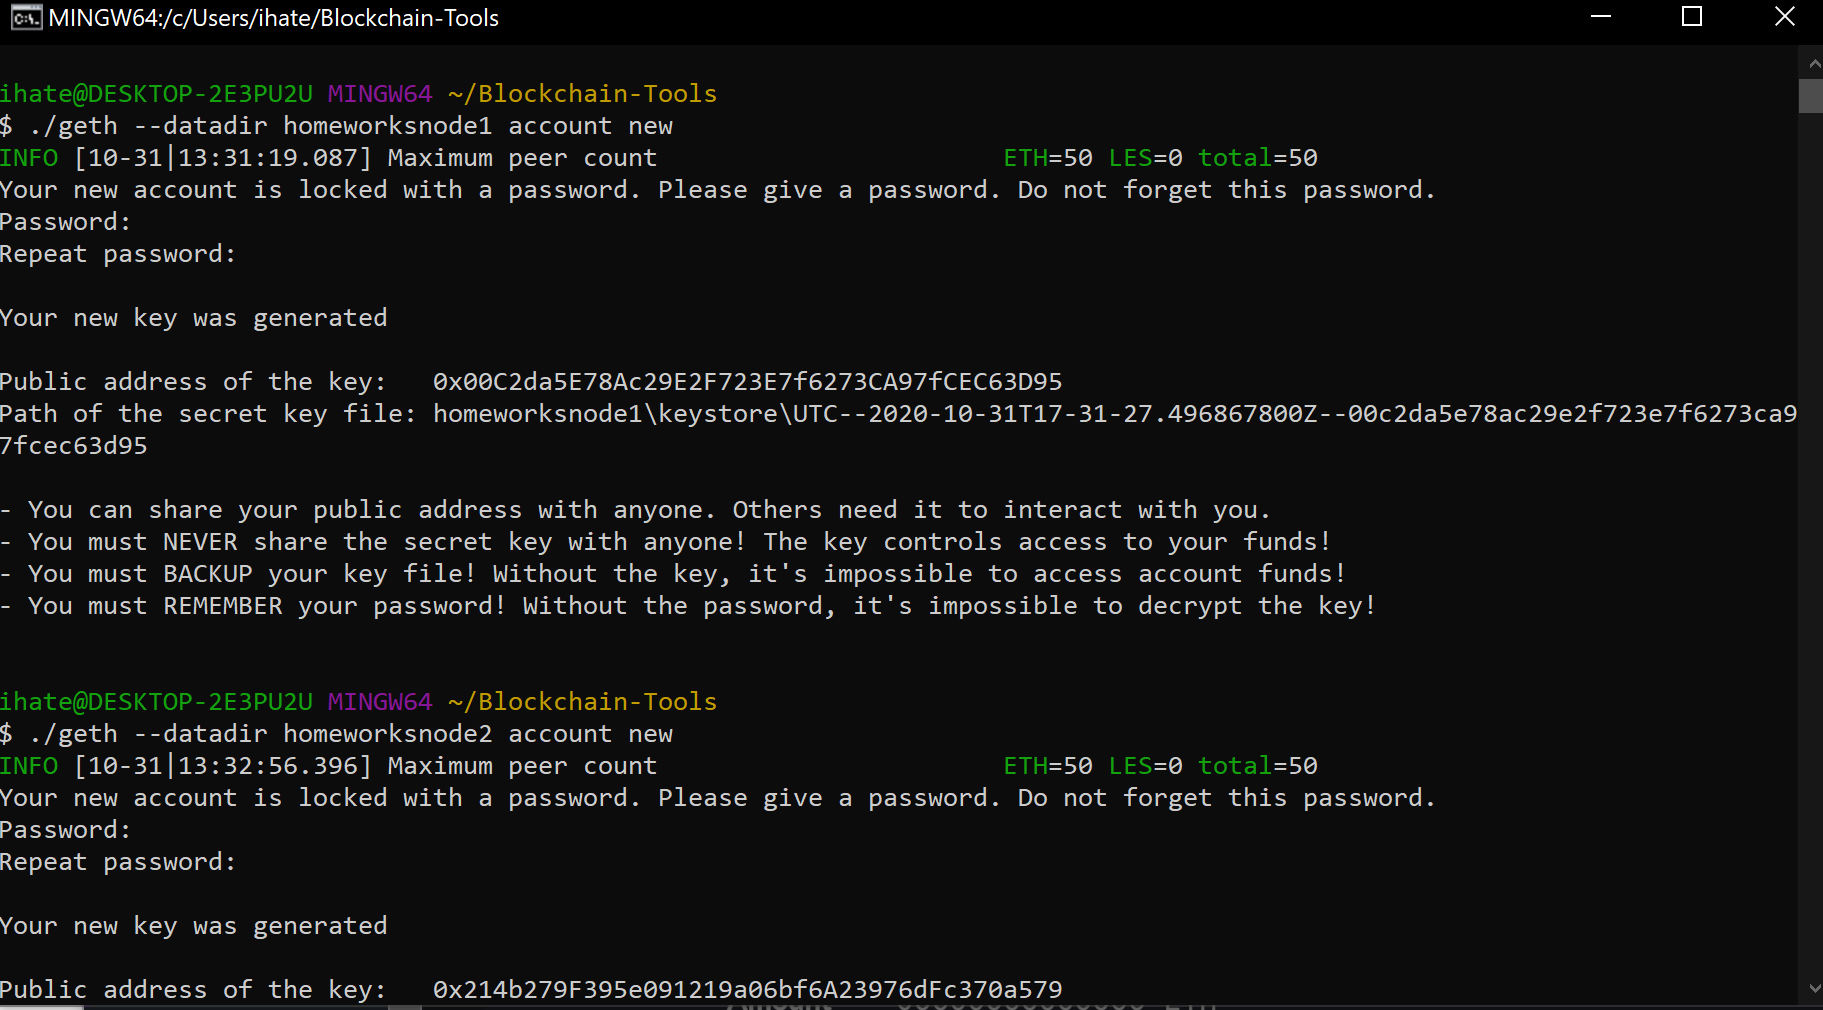 MINGW64:/c/Users/ihate/Blockchain-Tools
ihate@DESKTOP-2E3PU2U MINGW64 ~/Blockchain-Tools
$ ./geth --datadir homeworksnode1 account new
INFO [10-31|13:31:19.087] Maximum peer count                       ETH=50 LES=0 total=50
Your new account is locked with a password. Please give a password. Do not forget this password.
Password:
Repeat password:
Your new key was generated
Public address of the key:   0x00C2da5E78Ac29E2F723E7f6273CA97fCEC63D95
Path of the secret key file: homeworksnode1\keystore\UTC--2020-10-31T17-31-27.496867800Z--00c2da5e78ac29e2f723e7f6273ca9
7fcec63d95
- You can share your public address with anyone. Others need it to interact with you.
- You must NEVER share the secret key with anyone! The key controls access to your funds!
- You must BACKUP your key file! Without the key, it's impossible to access account funds!
- You must REMEMBER your password! Without the password, it's impossible to decrypt the key!
ihate@DESKTOP-2E3PU2U MINGW64 ~/Blockchain-Tools
$ ./geth --datadir homeworksnode2 account new
INFO [10-31|13:32:56.396] Maximum peer count                       ETH=50 LES=0 total=50
Your new account is locked with a password. Please give a password. Do not forget this password.
Password:
Repeat password:
Your new key was generated
Public address of the key:   0x214b279F395e091219a06bf6A23976dFc370a579